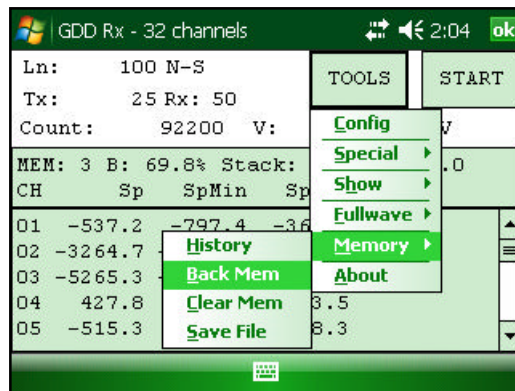 GDD Rx - 32 channels 2:04 ok
Ln: 100 N-S TOOLS START
Tx: 25 Rx: 50
Count: 92200 V: V
MEM: 3 B: 69.8% Stack: .0
CH Sp SpMin Sp
01 -537.2 -797.4 -36
02 -3264.7 -
03 -5265.3 -
04 427.8 3.5
05 -515.3 8.3
Config
Special
Show
Fullwave
Memory
About
History
Back Mem
Clear Mem
Save File